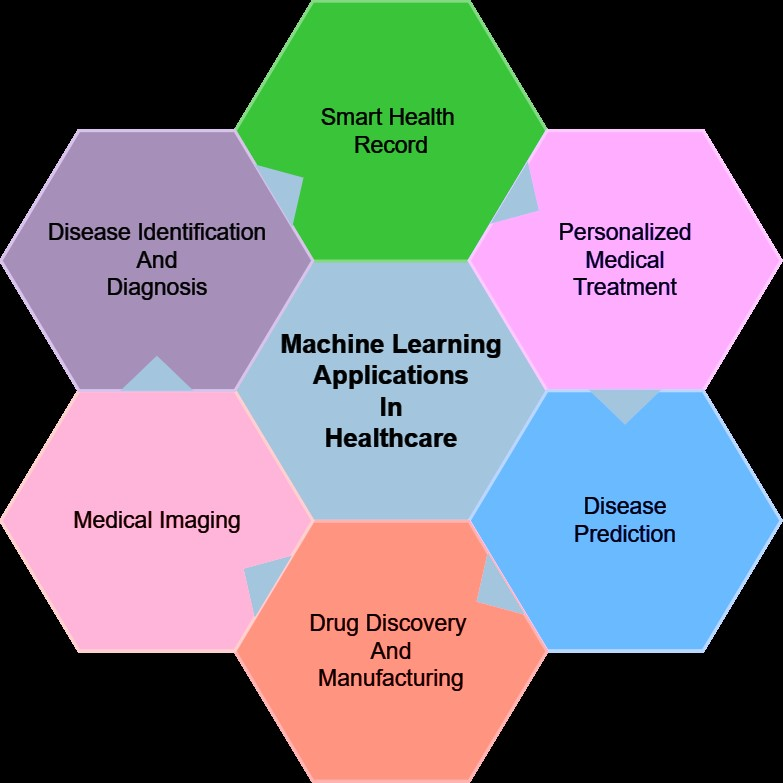 Smart Health
Record
Personalized
Medical
Treatment
Disease
Prediction
Drug Discovery
And
Manufacturing
Medical Imaging
Disease Identification
And
Diagnosis
Machine Learning
Applications
In
Healthcare